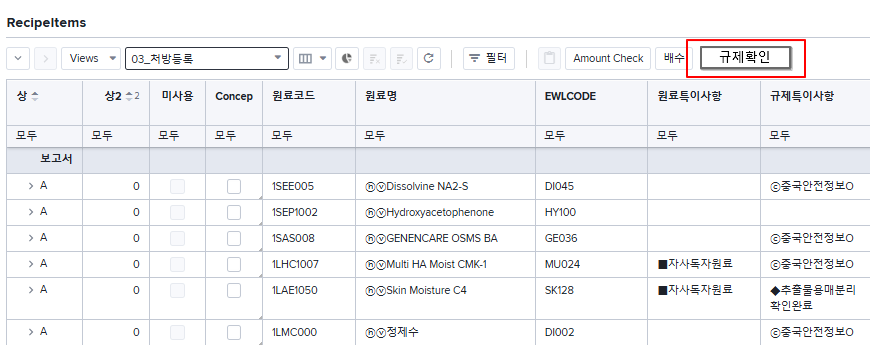 RecipeItems
Views 03_처방등록 필터 Amount Check 배수 규제확인
상 상2 2 미사용 Concep 원료코드 원료명 EWLCODE 원료특이사항 규제특이사항
모두 모두 모두 모두 모두 모두 모두 모두 모두
보고서
A 0 1SEE005 ⓗⓥDissolvine NA2-S DI045 ⓒ중국안전정보O
A 0 1SEP1002 ⓗⓥHydroxyacetophenone HY100
A 0 1SAS008 ⓗⓥGENENCARE OSMS BA GE036 ⓒ중국안전정보O
A 0 1LHC1007 ⓗⓥMulti HA Moist CMK-1 MU024 ■자사독자원료 ⓒ중국안전정보O
A 0 1LAE1050 ⓗⓥSkin Moisture C4 SK128 ■자사독자원료 ◆추출물용매분리
확인완료
A 0 1LMC000 ⓗⓥ정제수 DI002 ⓒ중국안전정보O